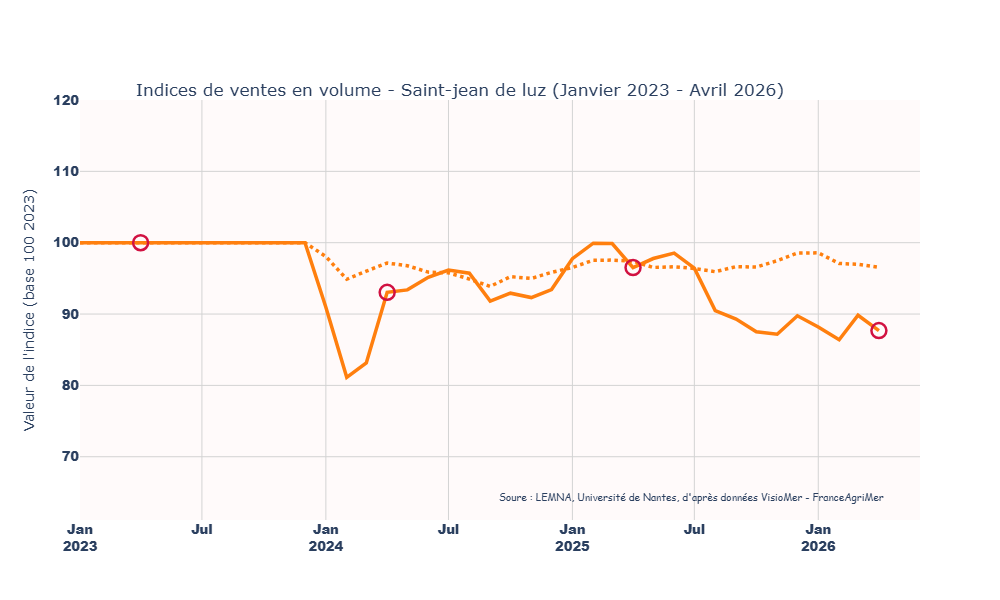 Indices de ventes en volume - Saint-jean de luz (Janvier 2023 - Avril 2026)
Valeur de l'indice (base 100 2023)
120
110
100
90
80
70
Soure : LEMNA, Université de Nantes, d'après données VisioMer - FranceAgriMer
Jan Jul Jan Jul Jan Jul Jan
2023 2024 2025 2026